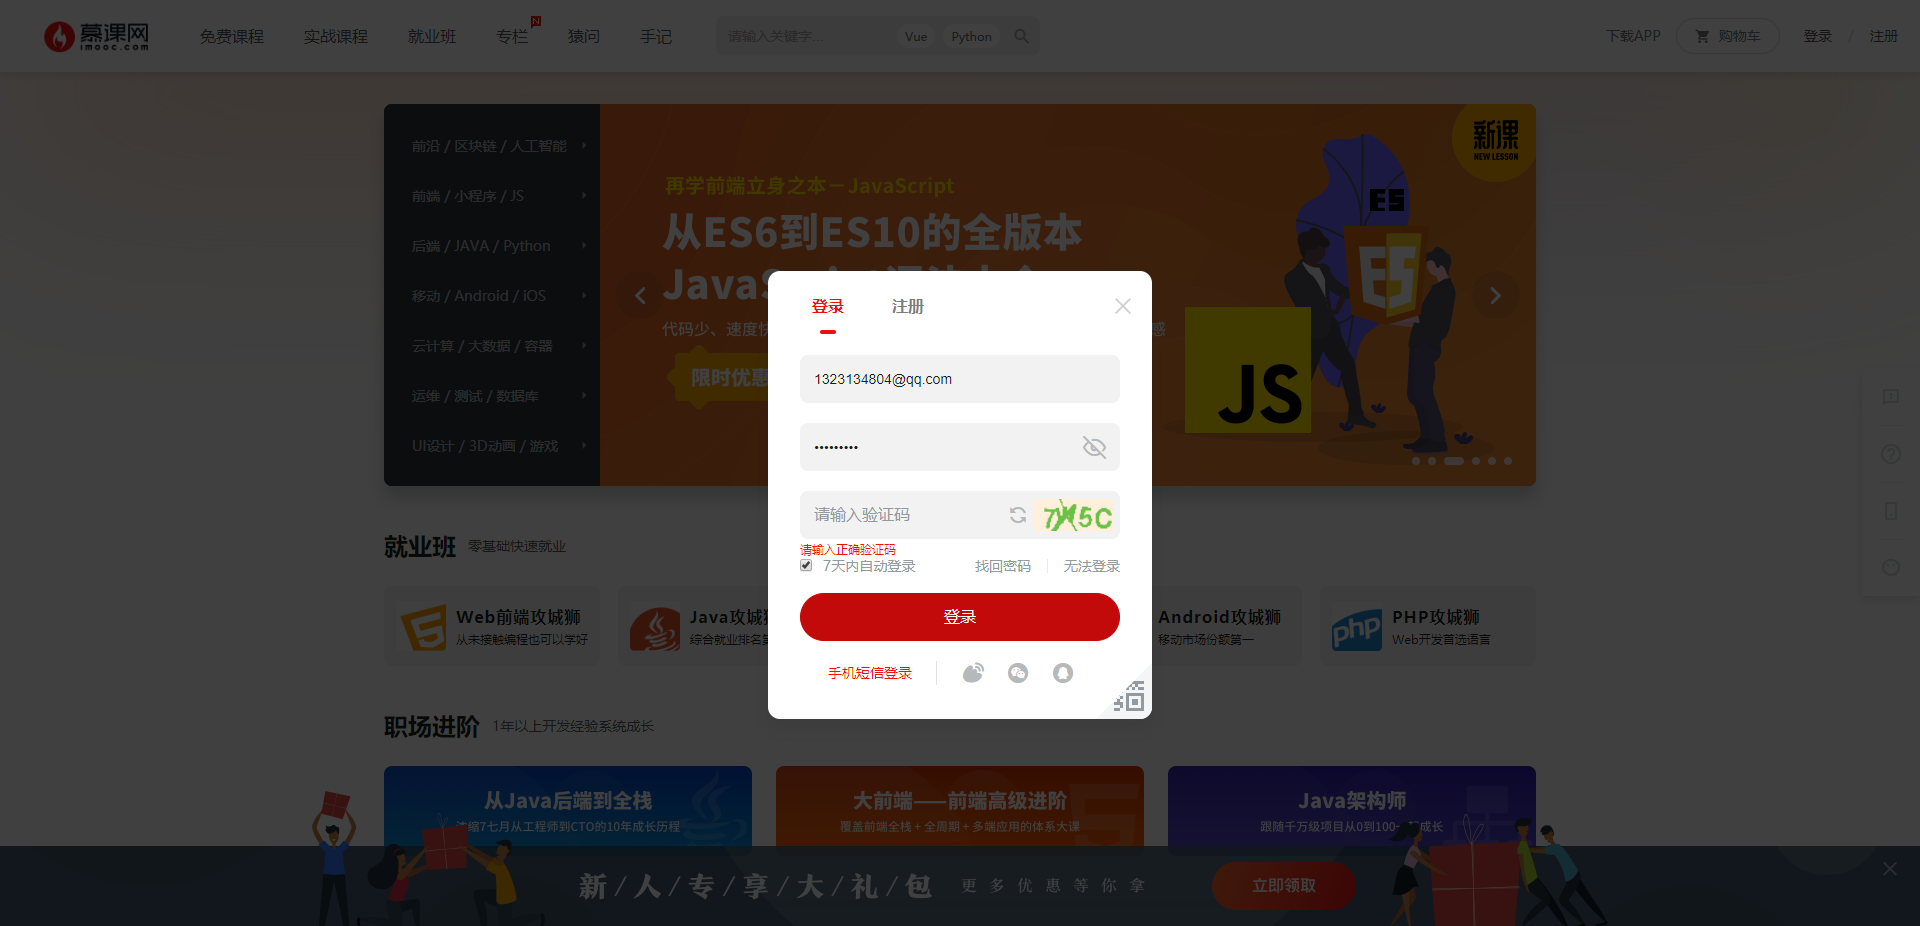 慕课网
imooc.com
免费课程
实战课程
就业班
专栏
N
猿问
手记
请输入关键字...
Vue
Python
下载APP
购物车
登录
/
注册
前沿 / 区块链 / 人工智能
前端 / 小程序 / JS
后端 / JAVA / Python
移动 / Android / IOS
云计算 / 大数据 / 容器
运维 / 测试 / 数据库
UI设计 / 3D动画 / 游戏
再学前端立身之本－JavaScript
从ES6到ES10的全版本
代码少、速度快
感
限时优惠
新课
NEW LESSON
ES
JS
登录
注册
1323134804@qq.com
•••••••••
请输入验证码
请输入正确验证码
7天内自动登录
找回密码
无法登录
登录
手机短信登录
就业班
零基础快速就业
Web前端攻城狮
从未接触编程也可以学好
Java攻城
综合就业排名
Android攻城狮
移动市场份额第一
php
PHP攻城狮
Web开发首选语言
职场进阶
1年以上开发经验系统成长
从Java后端到全栈
浓缩7七月从工程师到CTO的10年成长历程
大前端——前端高级进阶
覆盖前端全栈 + 全周期 + 多端应用的体系大课
Java架构师
跟随千万级项目从0到100
成长
新/人/专/享/大/礼/包
更多优惠等你拿
立即领取